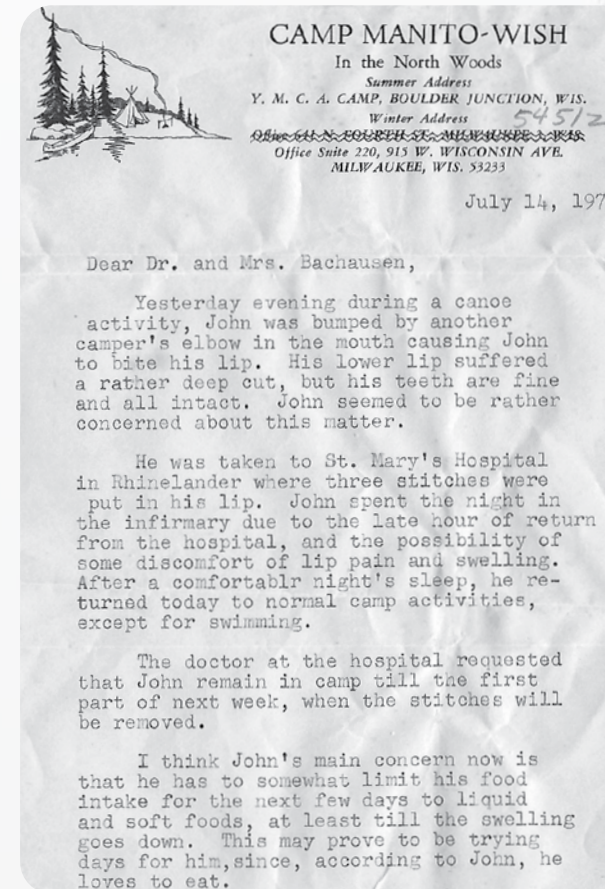 CAMP MANITO-WISH
In the North Woods
Summer Address
Y. M. C. A. CAMP, BOULDER JUNCTION, WIS.
Winter Address
5451/2
Office Suite 220, 915 W. WISCONSIN AVE.
MILWAUKEE, WIS. 53233
July 14, 197
Dear Dr. and Mrs. Bachausen,
Yesterday evening during a canoe
activity, John was bumped by another
camper's elbow in the mouth causing John
to bite his lip. His lower lip suffered
a rather deep cut, but his teeth are fine
and all intact. John seemed to be rather
concerned about this matter.
He was taken to St. Mary's Hospital
in Rhinelander where three stitches were
put in his lip. John spent the night in
the infirmary due to the late hour of return
from the hospital, and the possibility of
some discomfort of lip pain and swelling.
After a comfortablr night's sleep, he re-
turned today to normal camp activities,
except for swimming.
The doctor at the hospital requested
that John remain in camp till the first
part of next week, when the stitches will
be removed.
I think John's main concern now is
that he has to somewhat limit his food
intake for the next few days to liquid
and soft foods, at least till the swelling
goes down. This may prove to be trying
days for him,since, according to John, he
loves to eat.